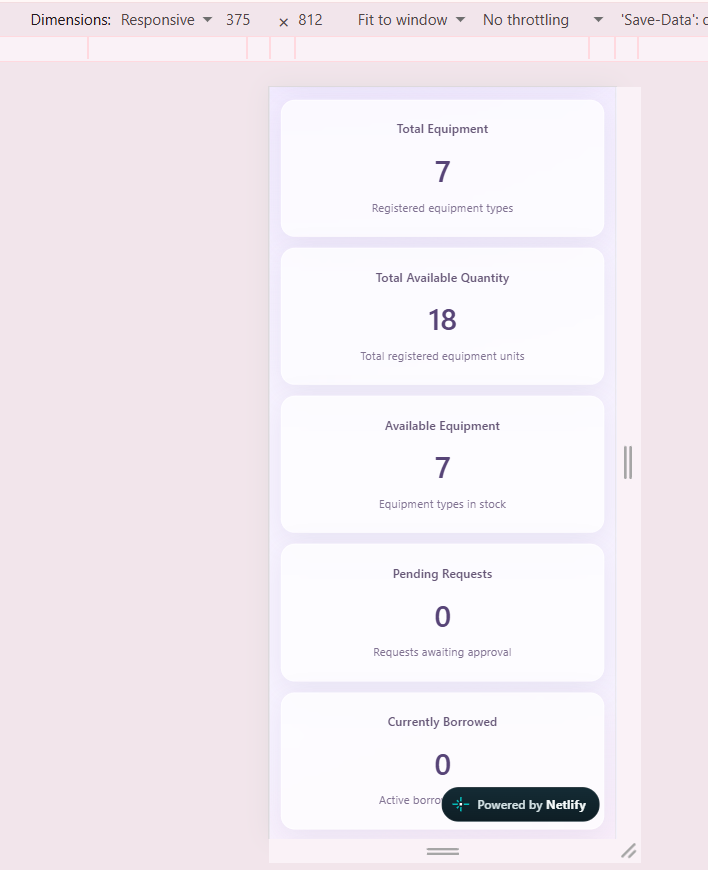 Dimensions: Responsive 375 × 812 Fit to window No throttling 'Save-Data':
Total Equipment
7
Registered equipment types
Total Available Quantity
18
Total registered equipment units
Available Equipment
7
Equipment types in stock
Pending Requests
0
Requests awaiting approval
Currently Borrowed
0
Active
Powered by Netlify